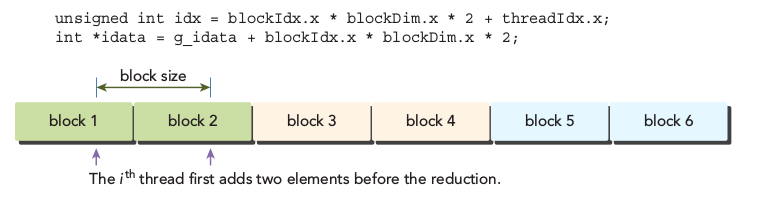 unsigned int idx = blockIdx.x * blockDim.x * 2 + threadIdx.x;
int *idata = g_idata + blockIdx.x * blockDim.x * 2;
block size
block 1 block 2 block 3 block 4 block 5 block 6
The ith thread first adds two elements before the reduction.